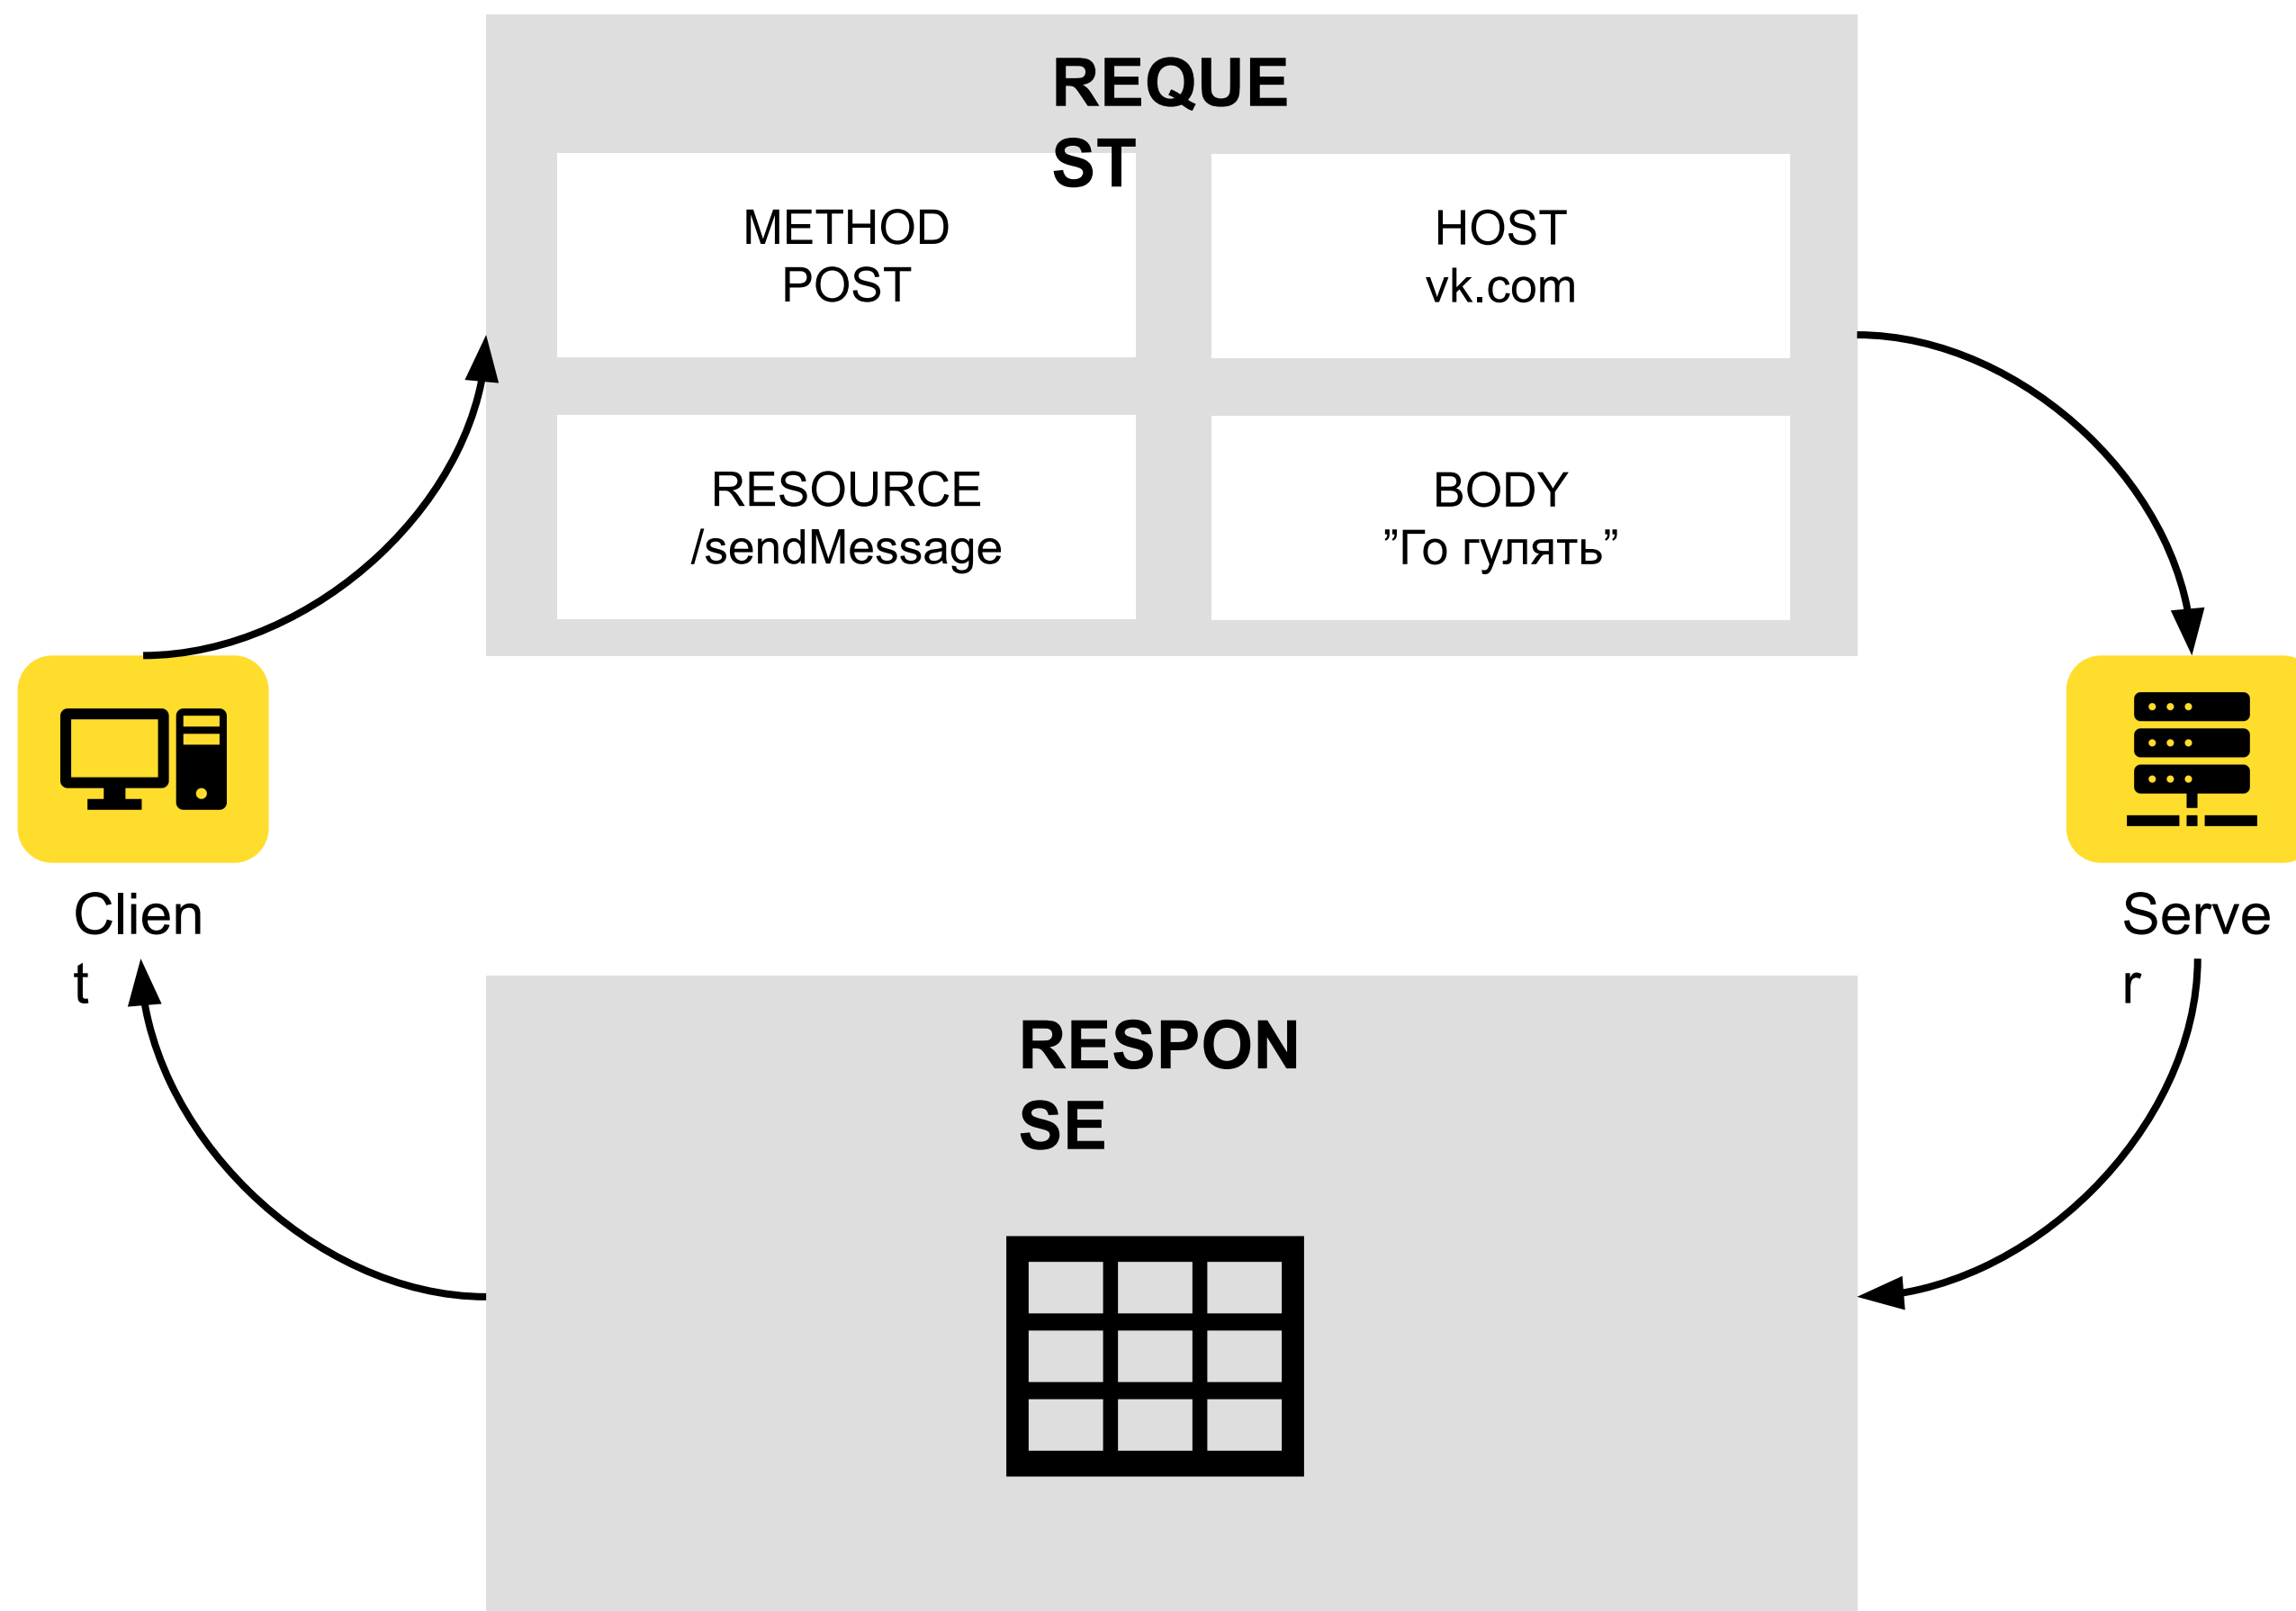 REQUE
ST
METHOD
POST
HOST
vk.com
RESOURCE
/sendMessage
BODY
”Го гулять”
Clien
t
Serve
r
RESPON
SE